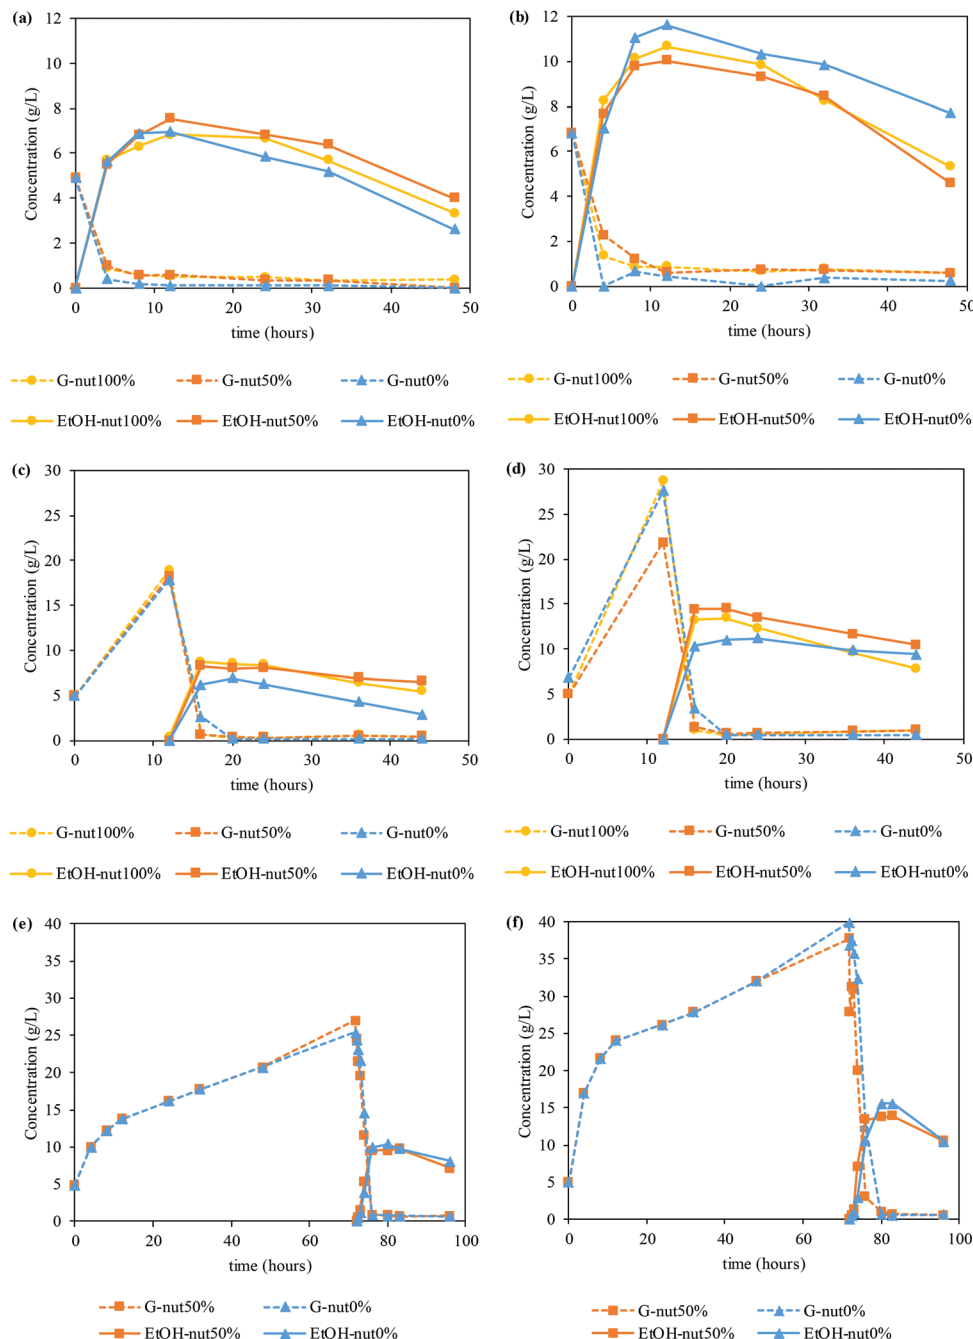 (a)
Concentration (g/L)
12
10
8
6
4
2
0
0 10 20 30 40 50
time (hours)
G-nut100% G-nut50% G-nut0%
EtOH-nut100% EtOH-nut50% EtOH-nut0%
(b)
Concentration (g/L)
12
10
8
6
4
2
0
0 10 20 30 40 50
time (hours)
G-nut100% G-nut50% G-nut0%
EtOH-nut100% EtOH-nut50% EtOH-nut0%
(c)
Concentration (g/L)
30
25
20
15
10
5
0
0 10 20 30 40 50
time (hours)
G-nut100% G-nut50% G-nut0%
EtOH-nut100% EtOH-nut50% EtOH-nut0%
(d)
Concentration (g/L)
30
25
20
15
10
5
0
0 10 20 30 40 50
time (hours)
G-nut100% G-nut50% G-nut0%
EtOH-nut100% EtOH-nut50% EtOH-nut0%
(e)
Concentration (g/L)
40
35
30
25
20
15
10
5
0
0 20 40 60 80 100
time (hours)
G-nut50% G-nut0%
EtOH-nut50% EtOH-nut0%
(f)
Concentration (g/L)
40
35
30
25
20
15
10
5
0
0 20 40 60 80 100
time (hours)
G-nut50% G-nut0%
EtOH-nut50% EtOH-nut0%